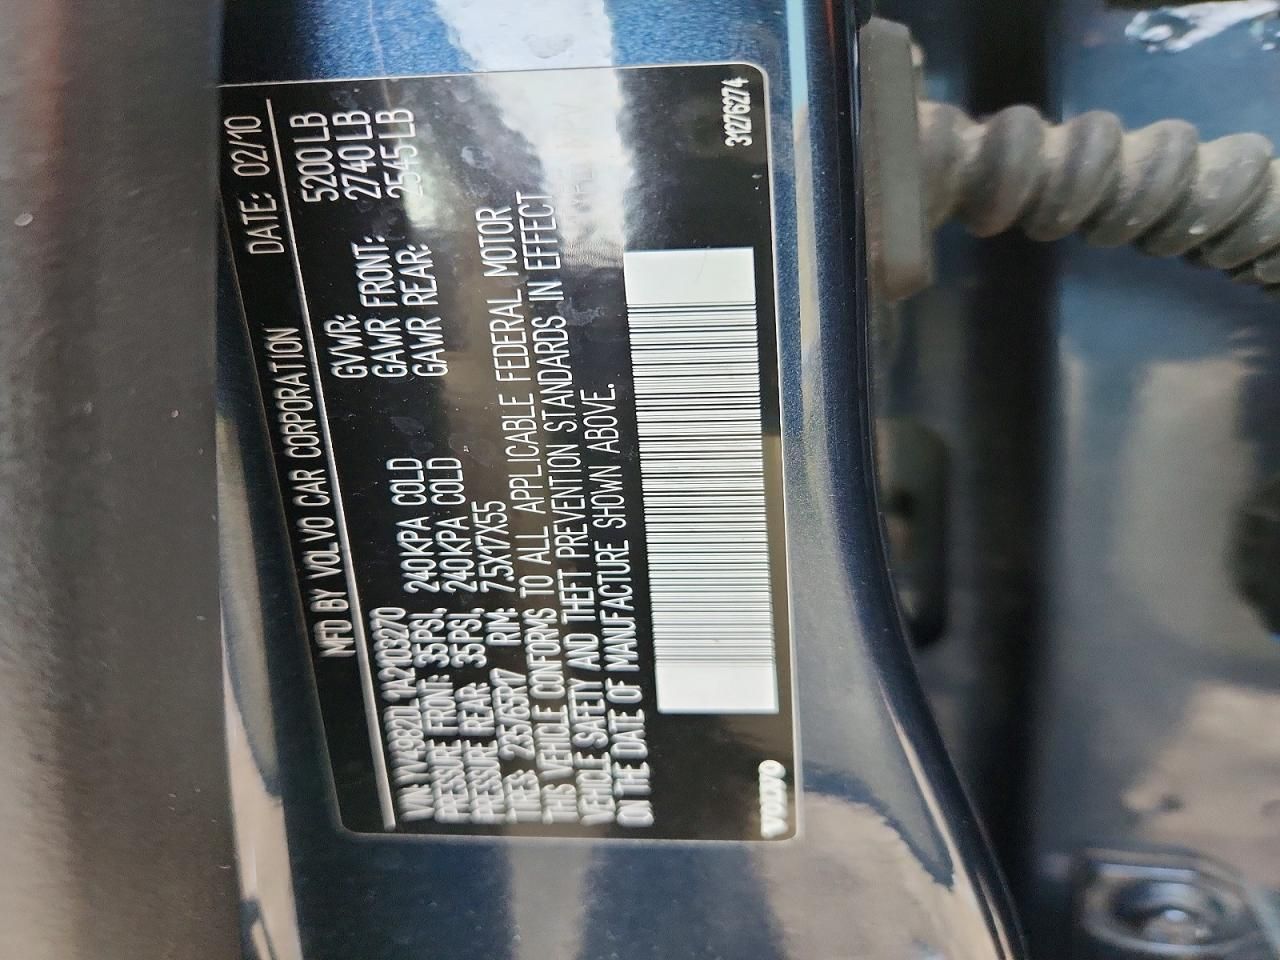 MFD BY VOLVO CAR CORPORATION DATE: 02/10
VIN: YV4982DL1A2103270 GVWR: 5200 LB
PRESSURE FRONT: 35PSI, 240KPA COLD GAWR FRONT: 2740 LB
PRESSURE REAR: 35PSI, 240KPA COLD GAWR REAR: 2545 LB
TIRES: 235/65R17 RIM: 7.5X17X55
THIS VEHICLE CONFORMS TO ALL APPLICABLE FEDERAL MOTOR
VEHICLE SAFETY AND THEFT PREVENTION STANDARDS IN EFFECT
ON THE DATE OF MANUFACTURE SHOWN ABOVE.
31276274